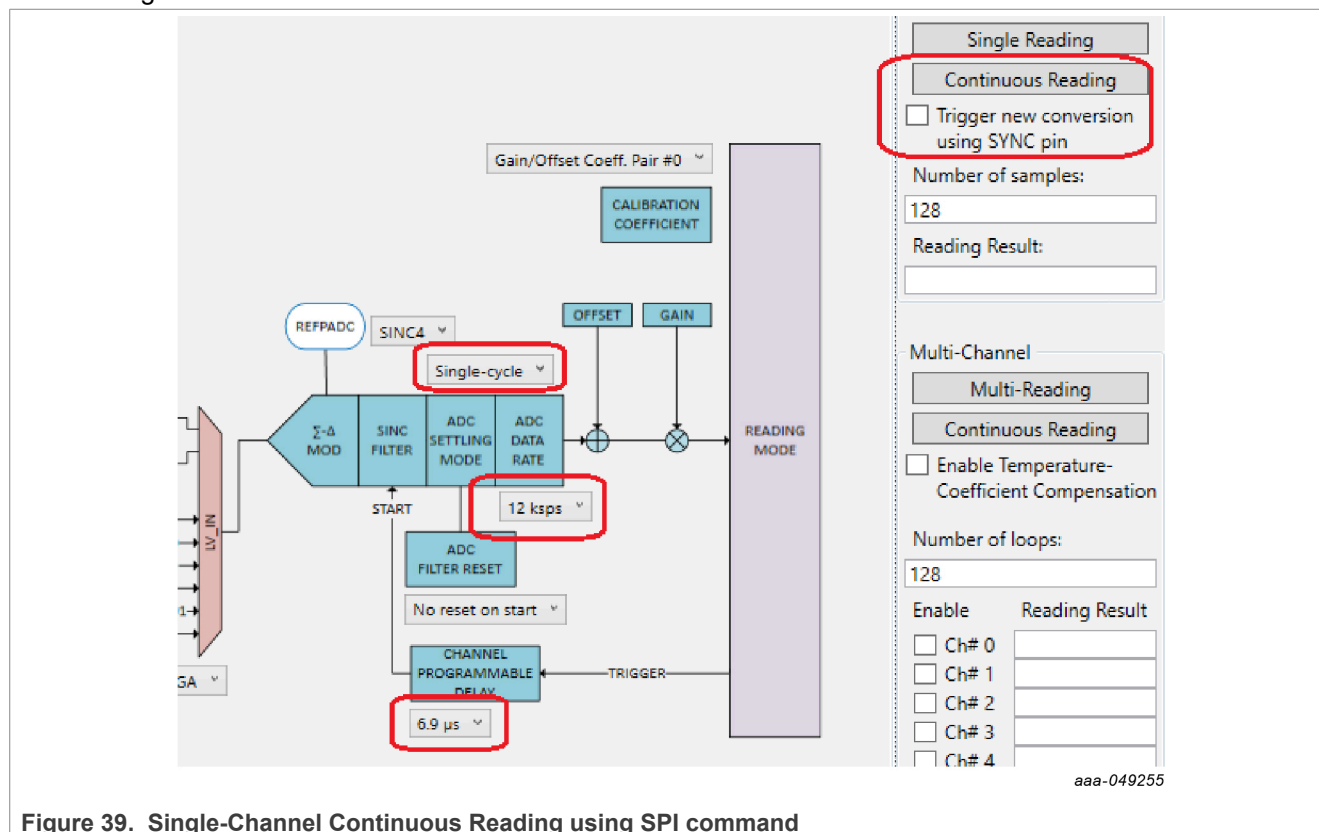 Single Reading
Continuous Reading
Trigger new conversion
using SYNC pin
Number of samples:
128
Reading Result:
Gain/Offset Coeff. Pair #0
CALIBRATION
COEFFICIENT
REFPADC
SINC4
OFFSET
GAIN
Single-cycle
Σ-Δ
MOD
SINC
FILTER
ADC
SETTLING
MODE
ADC
DATA
RATE
READING
MODE
LV_IN
START
12 ksps
ADC
FILTER RESET
No reset on start
CHANNEL
PROGRAMMABLE
DELAY
TRIGGER
6.9 µs
GA
Multi-Channel
Multi-Reading
Continuous Reading
Enable Temperature-
Coefficient Compensation
Number of loops:
128
Enable Reading Result
Ch# 0
Ch# 1
Ch# 2
Ch# 3
Ch# 4
aaa-049255
Figure 39. Single-Channel Continuous Reading using SPI command